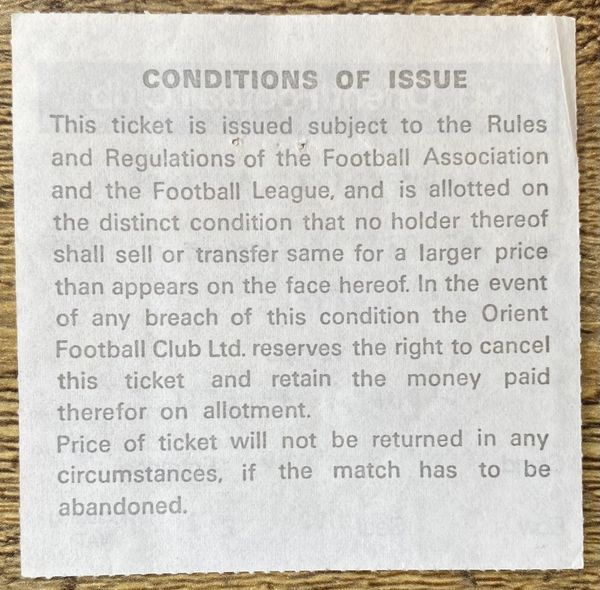 CONDITIONS OF ISSUE
This ticket is issued subject to the Rules
and Regulations of the Football Association
and the Football League, and is allotted on
the distinct condition that no holder thereof
shall sell or transfer same for a larger price
than appears on the face hereof. In the event
of any breach of this condition the Orient
Football Club Ltd. reserves the right to cancel
this ticket and retain the money paid
therefor on allotment.
Price of ticket will not be returned in any
circumstances, if the match has to be
abandoned.